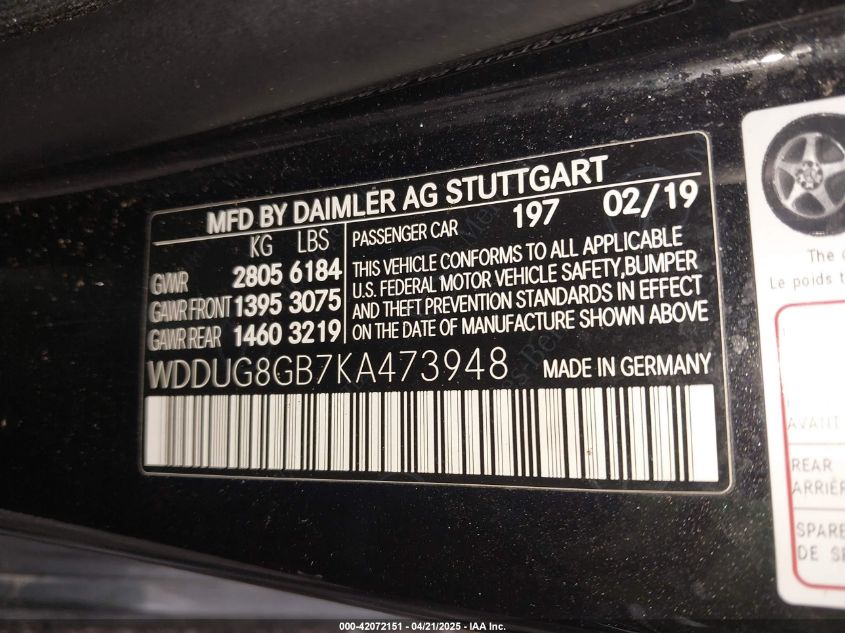 MFD BY DAIMLER AG STUTTGART
KG LBS
GVWR 2805 6184
GAWR FRONT 1395 3075
GAWR REAR 1460 3219
PASSENGER CAR 197 02/19
THIS VEHICLE CONFORMS TO ALL APPLICABLE
U.S. FEDERAL MOTOR VEHICLE SAFETY,BUMPER
AND THEFT PREVENTION STANDARDS IN EFFECT
ON THE DATE OF MANUFACTURE SHOWN ABOVE
WDDUG8GB7KA473948 MADE IN GERMANY
The
Le poids
AVANT
REAR
ARRIÈR
SPARE
DE
000-42072151 - 04/21/2025 - IAA Inc.